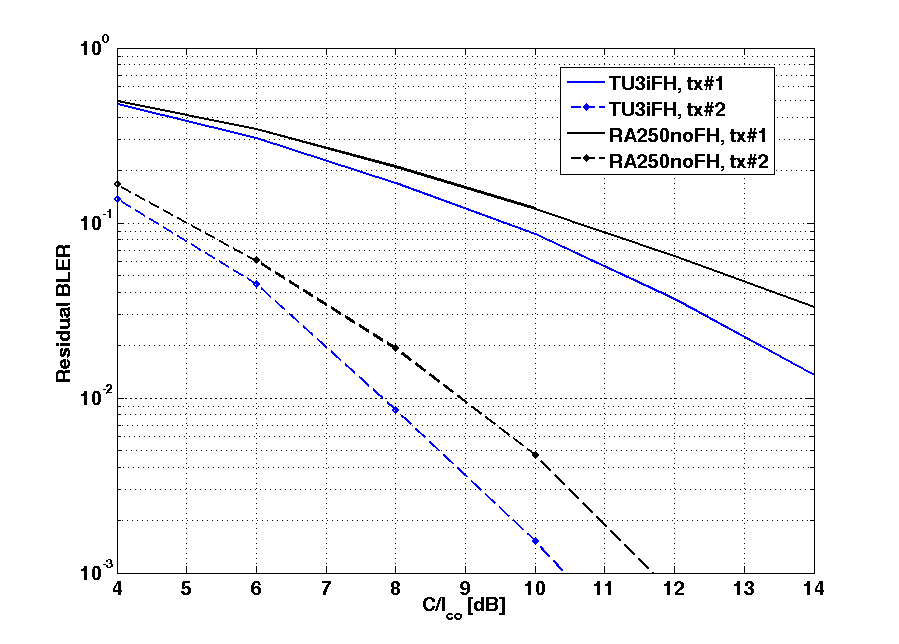 10^0
10^-1
10^-2
10^-3
Residual BLER
TU3iFH, tx#1
TU3iFH, tx#2
RA250noFH, tx#1
RA250noFH, tx#2
4 5 6 7 8 9 10 11 12 13 14
C/I_co [dB]